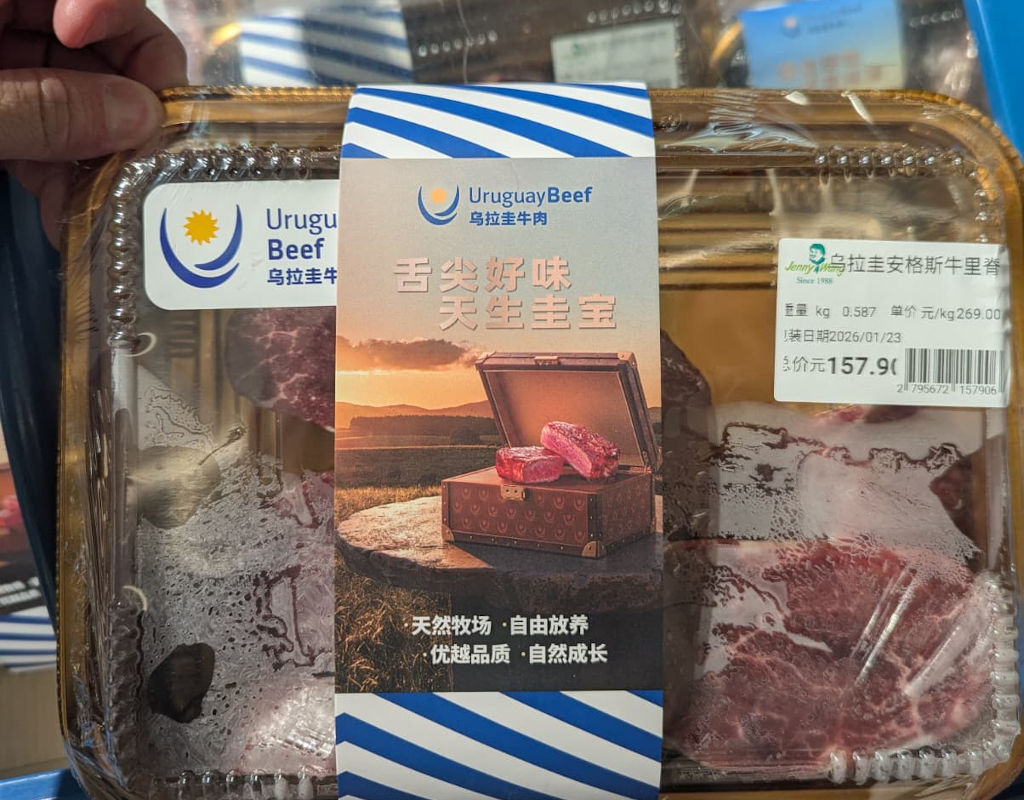 UruguayBeef
乌拉圭牛肉
舌尖好味
天生圭宝
天然牧场 ·自由放养
·优越品质 ·自然成长
Urugu
Beef
乌拉圭牛
Jenny Wang
Since 1988
乌拉圭安格斯牛里脊
重量 kg 0.587 单价 元/kg269.00
装日期2026/01/23
价元157.90
2 795672 157906